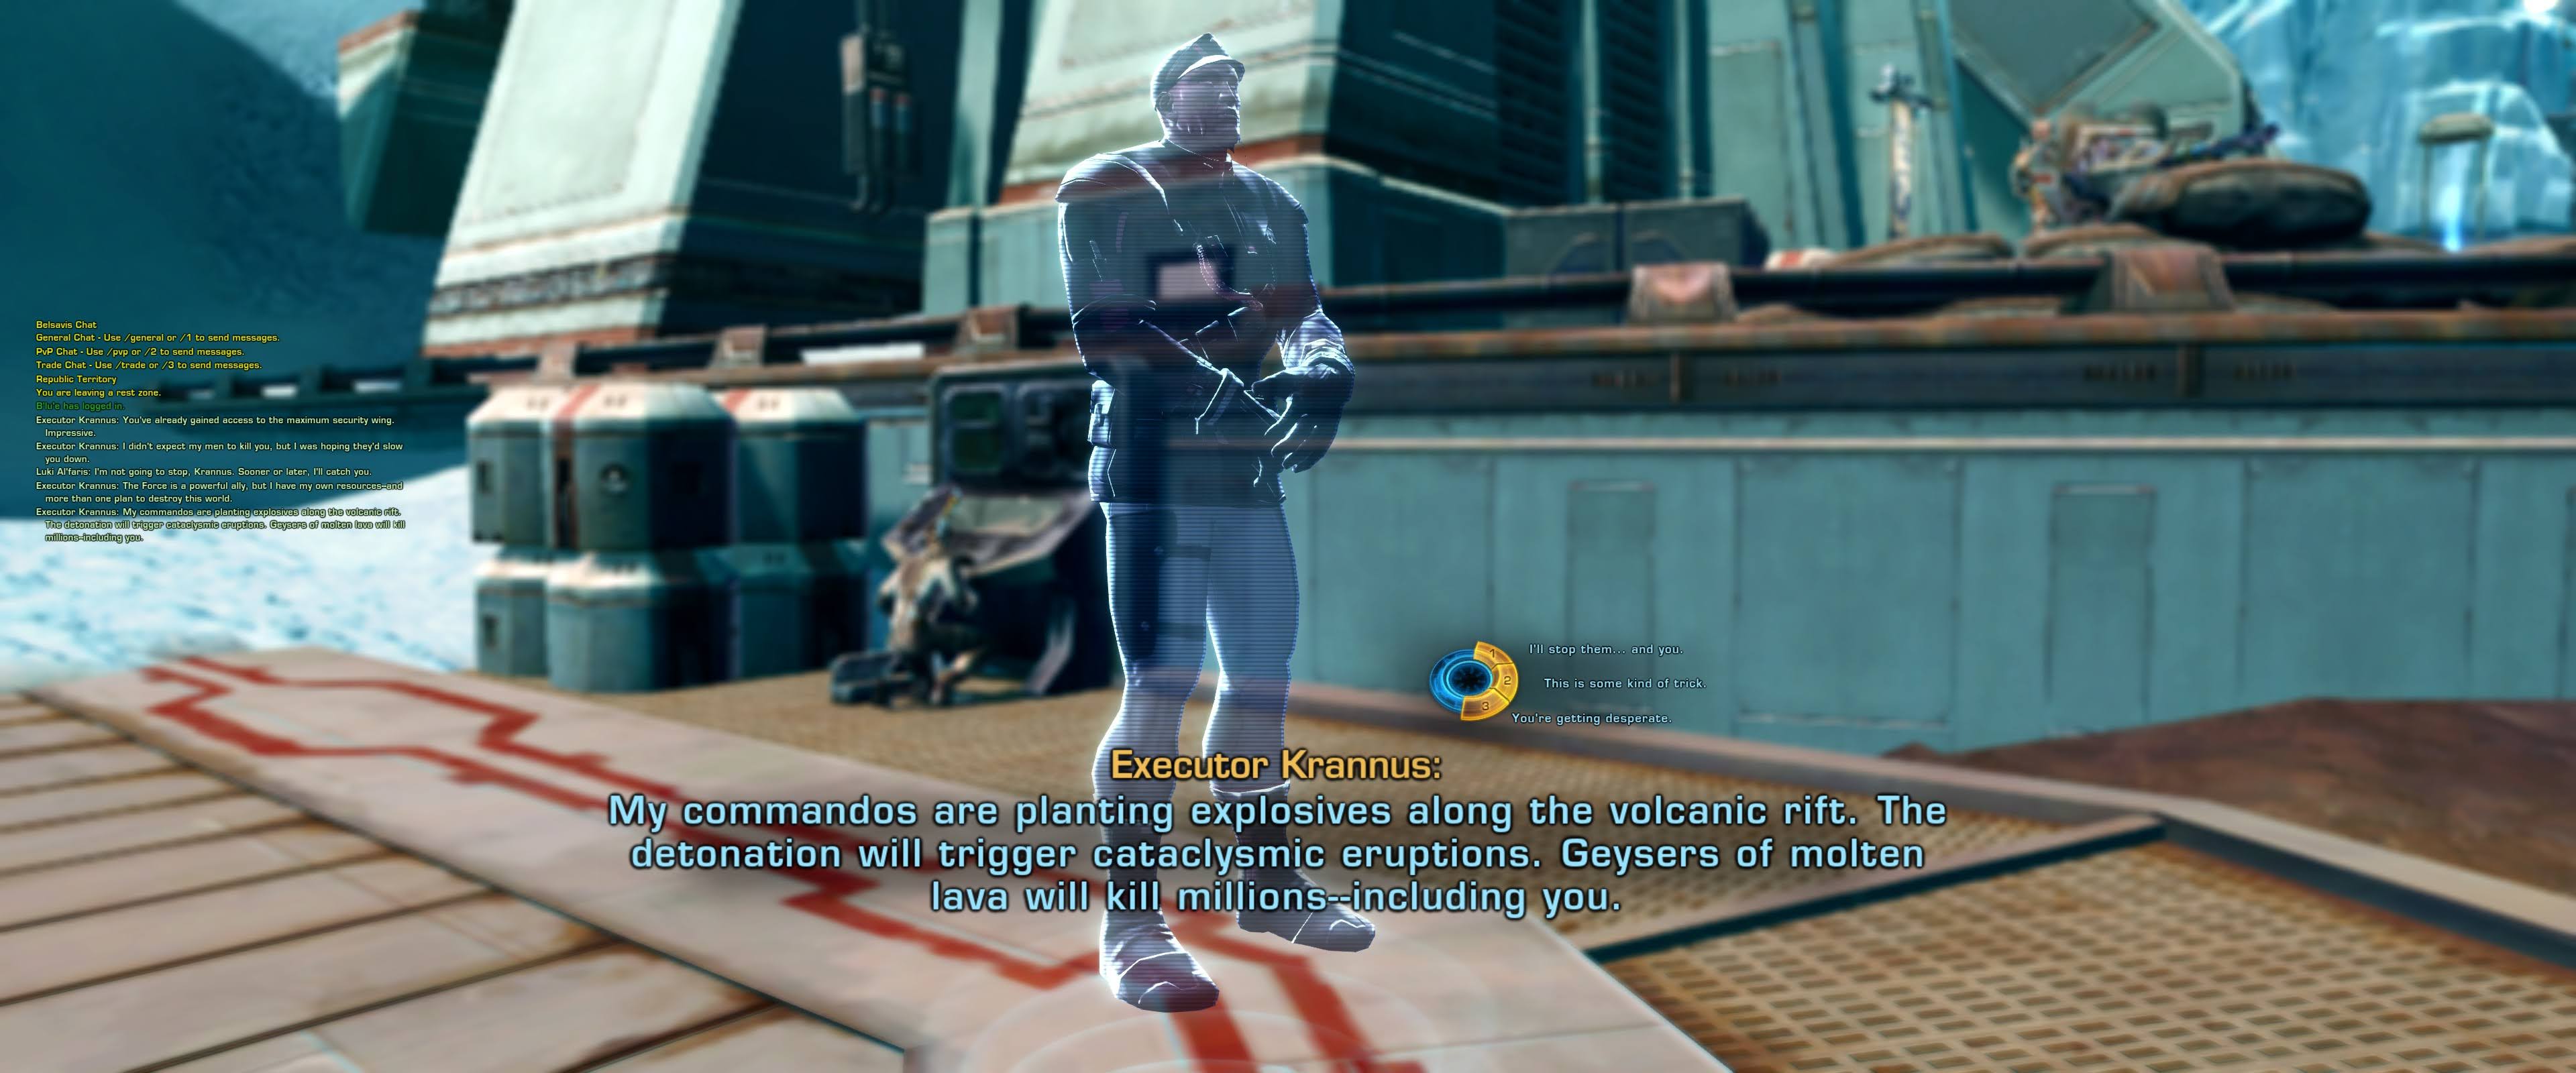 Belsavis Chat
General Chat - Use /general or /1 to send messages.
PvP Chat - Use /pvp or /2 to send messages.
Trade Chat - Use /trade or /3 to send messages.
Republic Territory
You are leaving a rest zone.
has logged in.
Executor Krannus: You've already gained access to the maximum security wing.
Impressive.
Executor Krannus: I didn't expect my men to kill you, but I was hoping they'd slow
you down.
Luki Al'faris: I'm not going to stop, Krannus. Sooner or later, I'll catch you.
Executor Krannus: The Force is a powerful ally, but I have my own resources--and
more than one plan to destroy this world.
Executor Krannus: My commandos are planting explosives along the volcanic rift.
The detonation will trigger cataclysmic eruptions. Geysers of molten lava will kill
millions--including you.
1 I'll stop them... and you.
2 This is some kind of trick.
3 You're getting desperate.
Executor Krannus:
My commandos are planting explosives along the volcanic rift. The
detonation will trigger cataclysmic eruptions. Geysers of molten
lava will kill millions--including you.